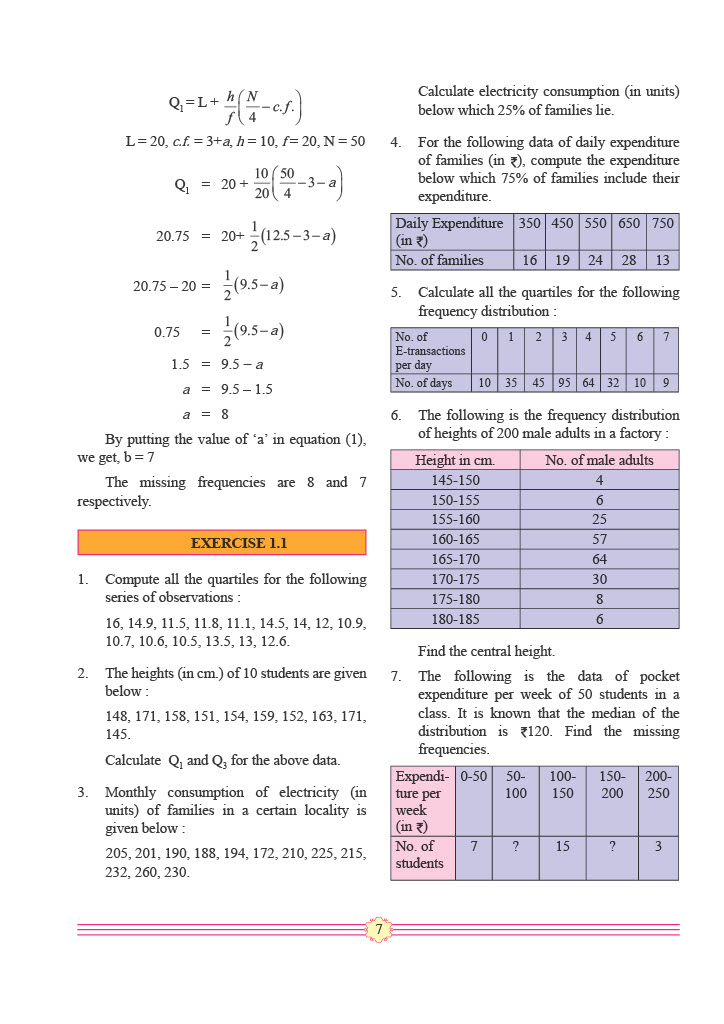 Q₁ = L + h/f (N/4 – c.f.)
L = 20, c.f. = 3+a, h = 10, f = 20, N = 50
Q₁ = 20 + 10/20 (50/4 – 3 – a)
20.75 = 20+ 1/2 (12.5 – 3 – a)
20.75 – 20 = 1/2 (9.5 – a)
0.75 = 1/2 (9.5 – a)
1.5 = 9.5 – a
a = 9.5 – 1.5
a = 8
By putting the value of ‘a’ in equation (1),
we get, b = 7
The missing frequencies are 8 and 7
respectively.
EXERCISE 1.1
1. Compute all the quartiles for the following
series of observations :
16, 14.9, 11.5, 11.8, 11.1, 14.5, 14, 12, 10.9,
10.7, 10.6, 10.5, 13.5, 13, 12.6.
2. The heights (in cm.) of 10 students are given
below :
148, 171, 158, 151, 154, 159, 152, 163, 171,
145.
Calculate Q₁ and Q₃ for the above data.
3. Monthly consumption of electricity (in
units) of families in a certain locality is
given below :
205, 201, 190, 188, 194, 172, 210, 225, 215,
232, 260, 230.
Calculate electricity consumption (in units)
below which 25% of families lie.
4. For the following data of daily expenditure
of families (in ₹), compute the expenditure
below which 75% of families include their
expenditure.
Daily Expenditure 350 450 550 650 750
(in ₹)
No. of families 16 19 24 28 13
5. Calculate all the quartiles for the following
frequency distribution :
No. of 0 1 2 3 4 5 6 7
E-transactions
per day
No. of days 10 35 45 95 64 32 10 9
6. The following is the frequency distribution
of heights of 200 male adults in a factory :
Height in cm. No. of male adults
145-150 4
150-155 6
155-160 25
160-165 57
165-170 64
170-175 30
175-180 8
180-185 6
Find the central height.
7. The following is the data of pocket
expenditure per week of 50 students in a
class. It is known that the median of the
distribution is ₹120. Find the missing
frequencies.
Expendi- 0-50 50- 100- 150- 200-
ture per 100 150 200 250
week
(in ₹)
No. of 7 ? 15 ? 3
students
7